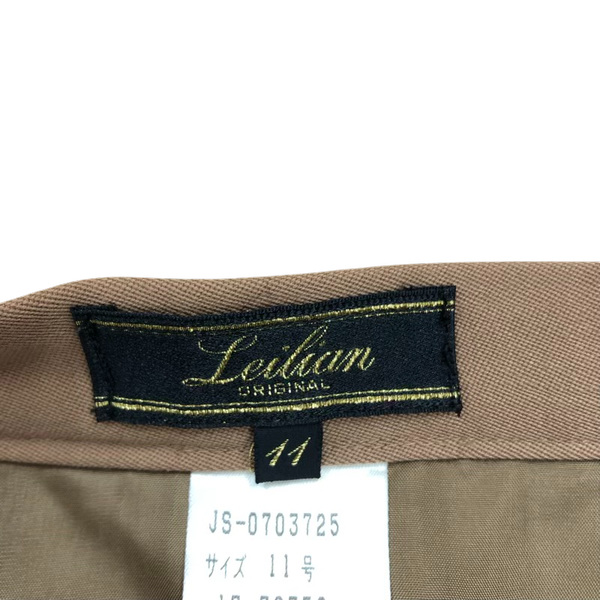 Leilian
ORIGINAL
11
JS-0703725
サイズ 11号